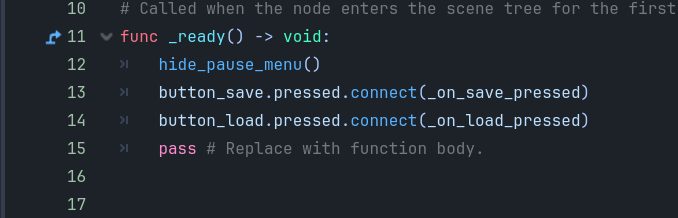 10 # Called when the node enters the scene tree for the first
11 func _ready() -> void:
12 hide_pause_menu()
13 button_save.pressed.connect(_on_save_pressed)
14 button_load.pressed.connect(_on_load_pressed)
15 pass # Replace with function body.
16
17